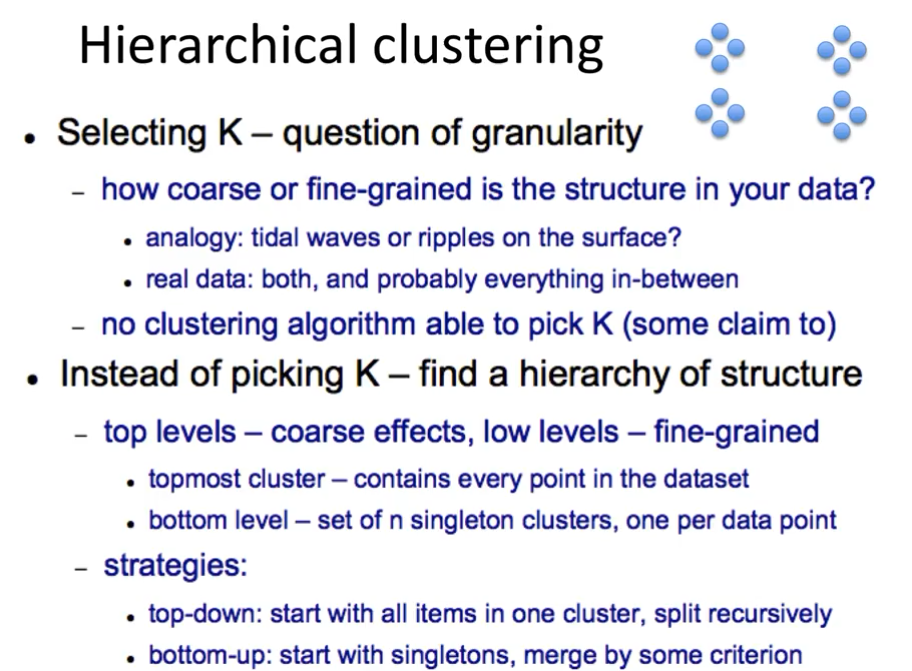 Hierarchical clustering
• Selecting K – question of granularity
– how coarse or fine-grained is the structure in your data?
• analogy: tidal waves or ripples on the surface?
• real data: both, and probably everything in-between
– no clustering algorithm able to pick K (some claim to)
• Instead of picking K – find a hierarchy of structure
– top levels – coarse effects, low levels – fine-grained
• topmost cluster – contains every point in the dataset
• bottom level – set of n singleton clusters, one per data point
– strategies:
• top-down: start with all items in one cluster, split recursively
• bottom-up: start with singletons, merge by some criterion